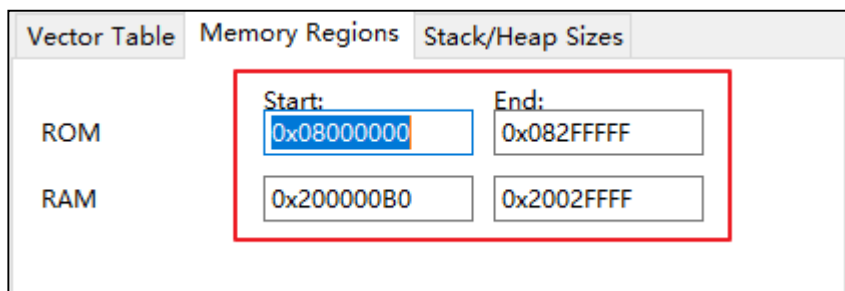 Vector Table Memory Regions Stack/Heap Sizes
Start: End:
ROM 0x08000000 0x082FFFFF
RAM 0x200000B0 0x2002FFFF